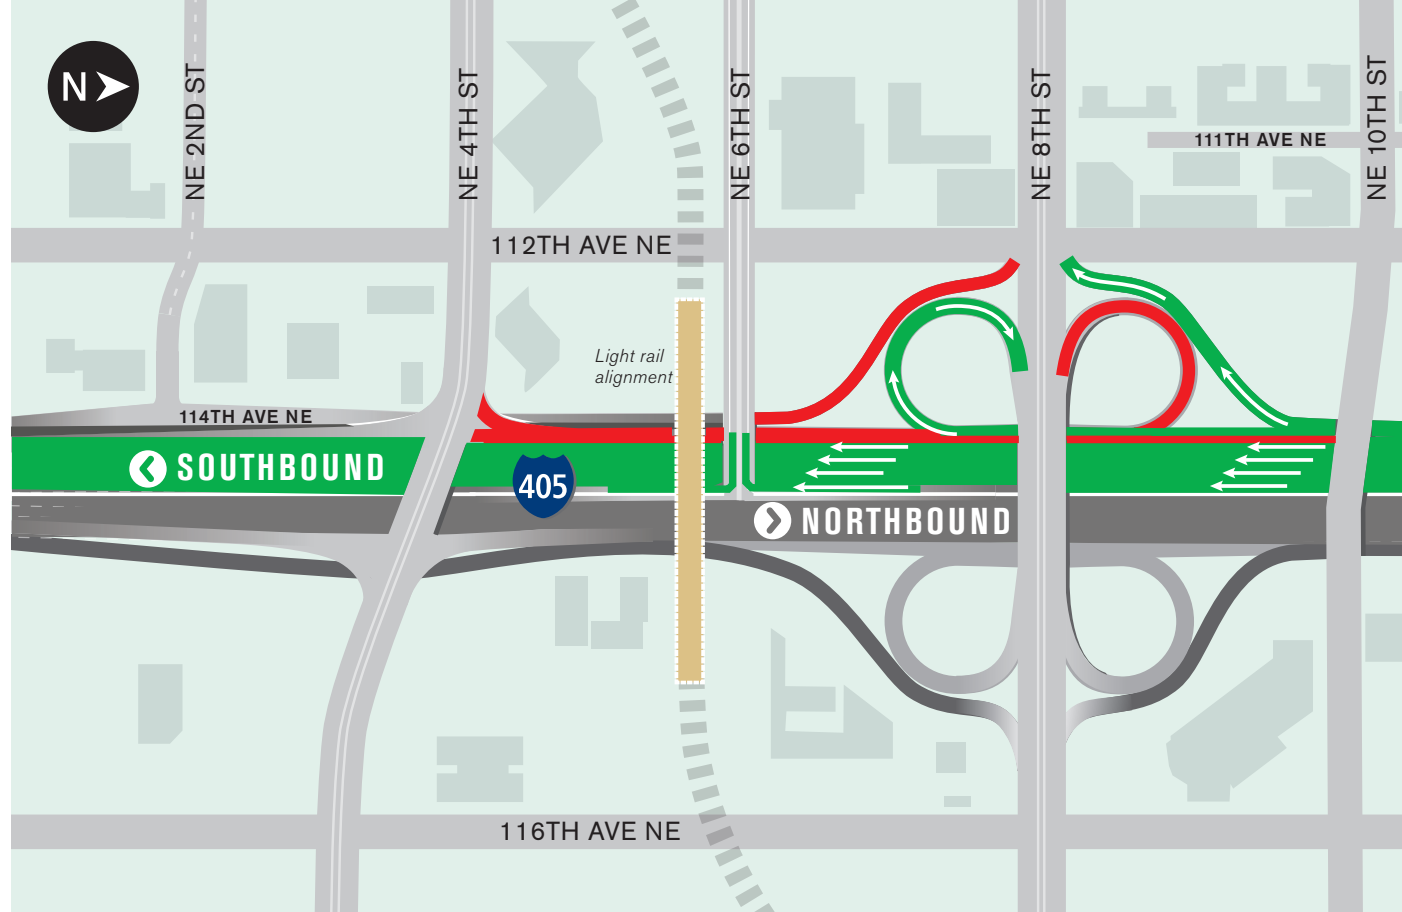 N
NE 2ND ST
NE 4TH ST
NE 6TH ST
NE 8TH ST
NE 10TH ST
111TH AVE NE
112TH AVE NE
Light rail
alignment
114TH AVE NE
SOUTHBOUND
405
NORTHBOUND
116TH AVE NE